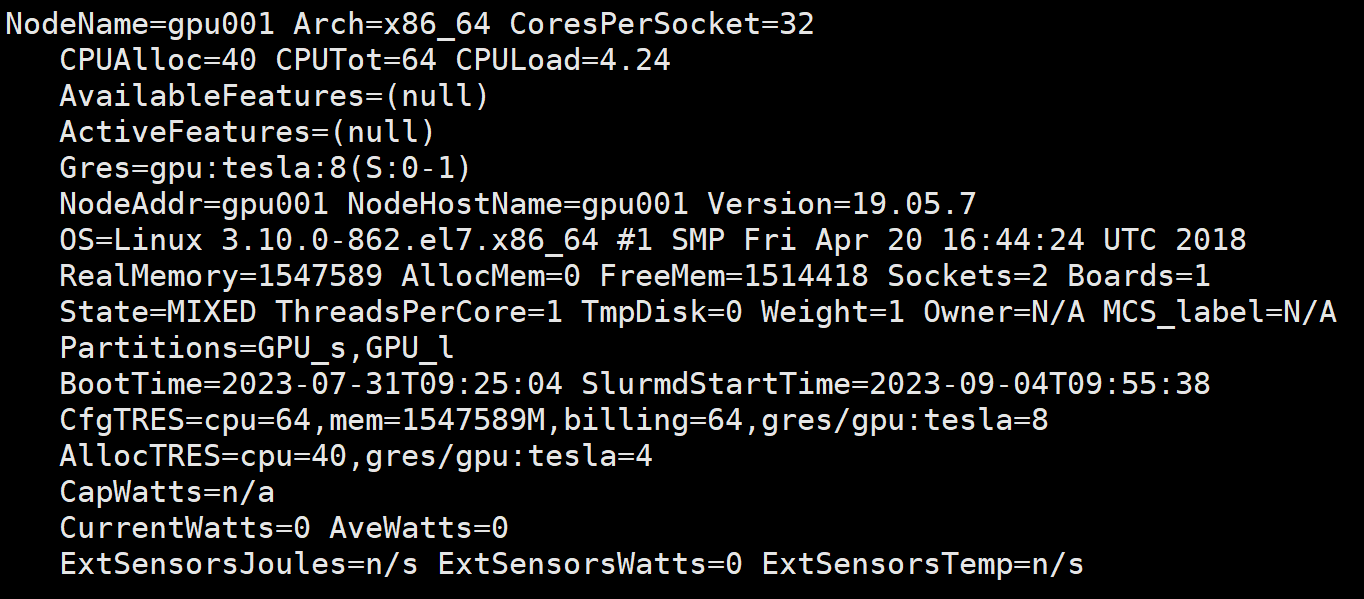 NodeName=gpu001 Arch=x86_64 CoresPerSocket=32
CPUAlloc=40 CPUTot=64 CPULoad=4.24
AvailableFeatures=(null)
ActiveFeatures=(null)
Gres=gpu:tesla:8(S:0-1)
NodeAddr=gpu001 NodeHostName=gpu001 Version=19.05.7
OS=Linux 3.10.0-862.el7.x86_64 #1 SMP Fri Apr 20 16:44:24 UTC 2018
RealMemory=1547589 AllocMem=0 FreeMem=1514418 Sockets=2 Boards=1
State=MIXED ThreadsPerCore=1 TmpDisk=0 Weight=1 Owner=N/A MCS_label=N/A
Partitions=GPU_s,GPU_l
BootTime=2023-07-31T09:25:04 SlurmdStartTime=2023-09-04T09:55:38
CfgTRES=cpu=64,mem=1547589M,billing=64,gres/gpu:tesla=8
AllocTRES=cpu=40,gres/gpu:tesla=4
CapWatts=n/a
CurrentWatts=0 AveWatts=0
ExtSensorsJoules=n/s ExtSensorsWatts=0 ExtSensorsTemp=n/s